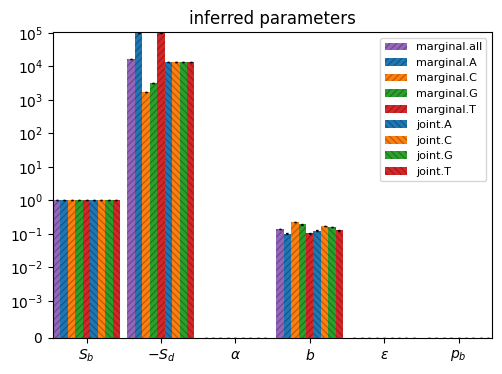 inferred parameters
10^5
10^4
10^3
10^2
10^1
10^0
10^-1
10^-2
10^-3
0
marginal.all
marginal.A
marginal.C
marginal.G
marginal.T
joint.A
joint.C
joint.G
joint.T
S_b −S_d α b ε p_b